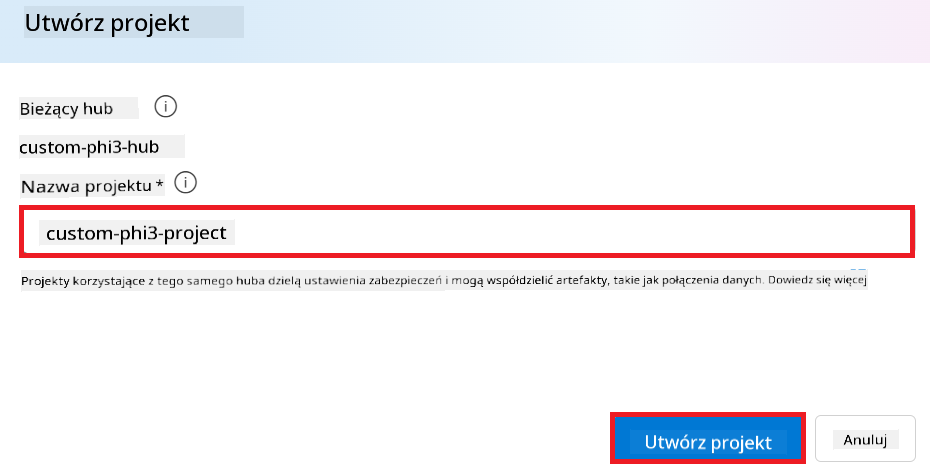 Utwórz projekt
Bieżący hub
custom-phi3-hub
Nazwa projektu *
custom-phi3-project
Projekty korzystające z tego samego huba dzielą ustawienia zabezpieczeń i mogą współdzielić artefakty, takie jak połączenia danych. Dowiedz się więcej
Utwórz projekt
Anuluj